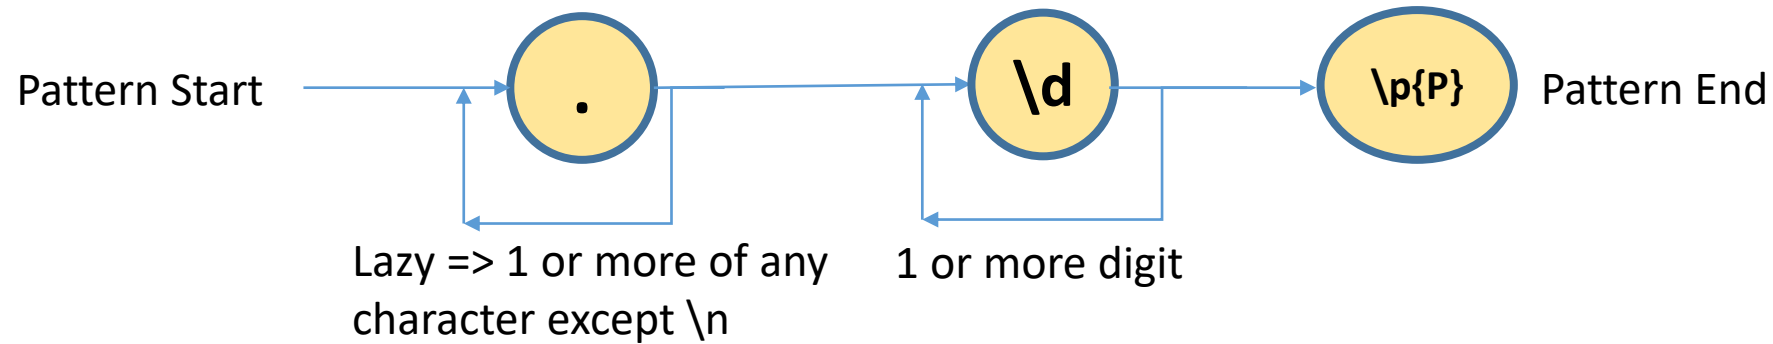 Pattern Start
.
\d
\p{P}
Pattern End
Lazy => 1 or more of any
character except \n
1 or more digit